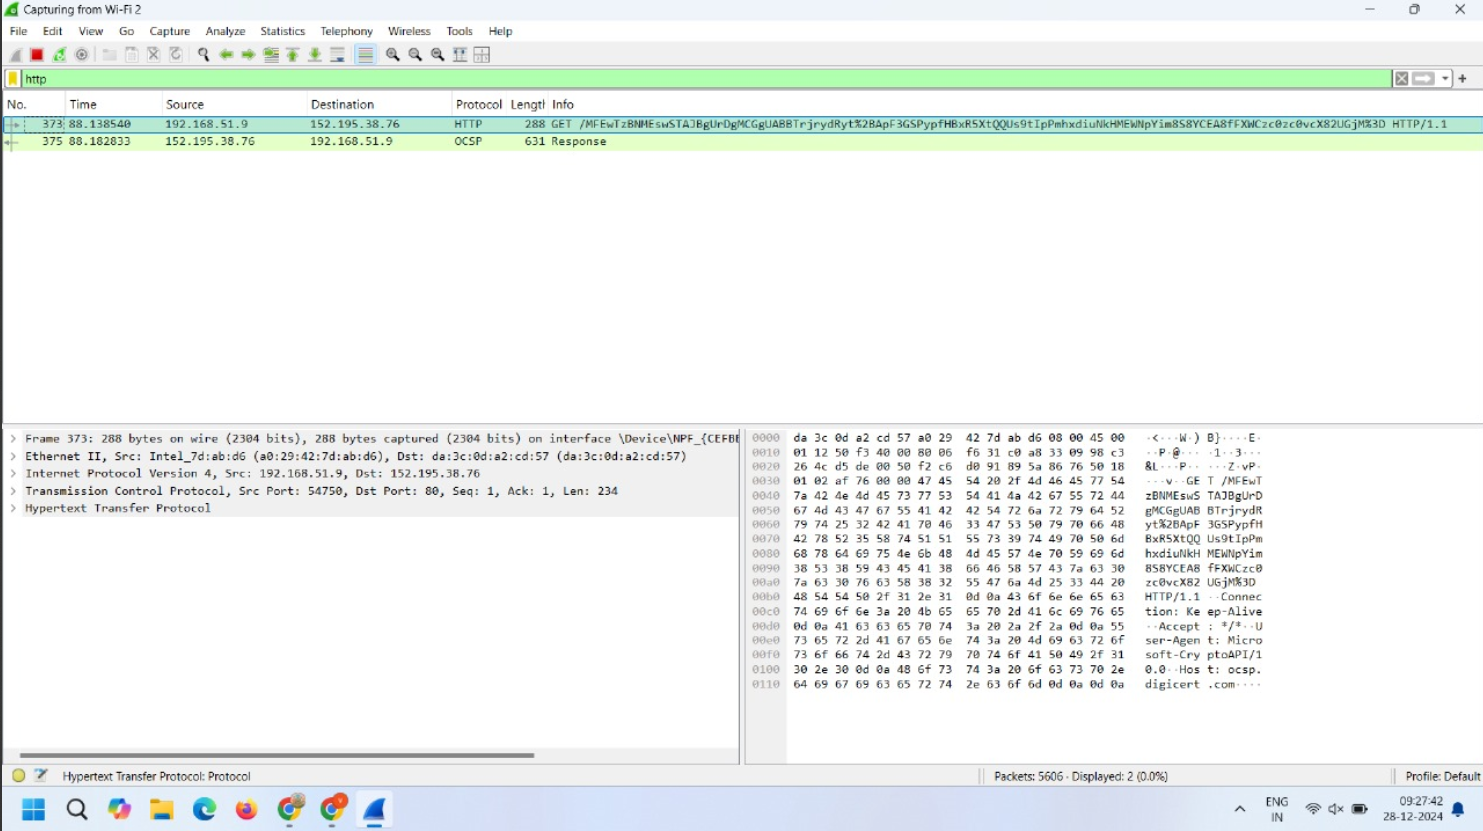 Capturing from Wi-Fi 2
File Edit View Go Capture Analyze Statistics Telephony Wireless Tools Help
http
No. Time Source Destination Protocol Length Info
373 88.138540 192.168.51.9 152.195.38.76 HTTP 288 GET /MFEwTzBNMEswSTAJBgUrDgMCGgUABBTrjrydRyt%2BApF3GSPypfHBxR5XtQQUs9tIpPmhxdiuNkHMEWNpYim8S8YCEA8fFXWCzc0zc0vcX82UGjM%3D HTTP/1.1
375 88.182833 152.195.38.76 192.168.51.9 OCSP 631 Response
Frame 373: 288 bytes on wire (2304 bits), 288 bytes captured (2304 bits) on interface \Device\NPF_{CEFBE
Ethernet II, Src: Intel_7d:ab:d6 (a0:29:42:7d:ab:d6), Dst: da:3c:0d:a2:cd:57 (da:3c:0d:a2:cd:57)
Internet Protocol Version 4, Src: 192.168.51.9, Dst: 152.195.38.76
Transmission Control Protocol, Src Port: 54750, Dst Port: 80, Seq: 1, Ack: 1, Len: 234
Hypertext Transfer Protocol
0000 da 3c 0d a2 cd 57 a0 29 42 7d ab d6 08 00 45 00 ·<···W·) B}····E·
0010 01 12 50 f3 40 00 80 06 f6 31 c0 a8 33 09 98 c3 ··P·@··· ·1··3···
0020 26 4c d5 de 00 50 f2 c6 d0 91 89 5a 86 76 50 18 &L···P·· ···Z·vP·
0030 01 02 af 76 00 00 47 45 54 20 2f 4d 46 45 77 54 ···v··GE T /MFEwT
0040 7a 42 4e 4d 45 73 77 53 54 41 4a 42 67 55 72 44 zBNMEswS TAJBgUrD
0050 67 4d 43 47 67 55 41 42 42 54 72 6a 72 79 64 52 gMCGgUAB BTrjrydR
0060 79 74 25 32 42 41 70 46 33 47 53 50 79 70 66 48 yt%2BApF 3GSPypfH
0070 42 78 52 35 58 74 51 51 55 73 39 74 49 70 50 6d BxR5XtQQ Us9tIpPm
0080 68 78 64 69 75 4e 6b 48 4d 45 57 4e 70 59 69 6d hxdiuNkH MEWNpYim
0090 38 53 38 59 43 45 41 38 66 46 58 57 43 7a 63 30 8S8YCEA8 fFXWCzc0
00a0 7a 63 30 76 63 58 38 32 55 47 6a 4d 25 33 44 20 zc0vcX82 UGjM%3D
00b0 48 54 54 50 2f 31 2e 31 0d 0a 43 6f 6e 6e 65 63 HTTP/1.1 ··Connec
00c0 74 69 6f 6e 3a 20 4b 65 65 70 2d 41 6c 69 76 65 tion: Ke ep-Alive
00d0 0d 0a 41 63 63 65 70 74 3a 20 2a 2f 2a 0d 0a 55 ··Accept : */*··U
00e0 73 65 72 2d 41 67 65 6e 74 3a 20 4d 69 63 72 6f ser-Agen t: Micro
00f0 73 6f 66 74 2d 43 72 79 70 74 6f 41 50 49 2f 31 soft-Cry ptoAPI/1
0100 30 2e 30 0d 0a 48 6f 73 74 3a 20 6f 63 73 70 2e 0.0··Hos t: ocsp.
0110 64 69 67 69 63 65 72 74 2e 63 6f 6d 0d 0a 0d 0a digicert .com····
Hypertext Transfer Protocol: Protocol
Packets: 5606 · Displayed: 2 (0.0%)
Profile: Default
ENG
IN
09:27:42
28-12-2024